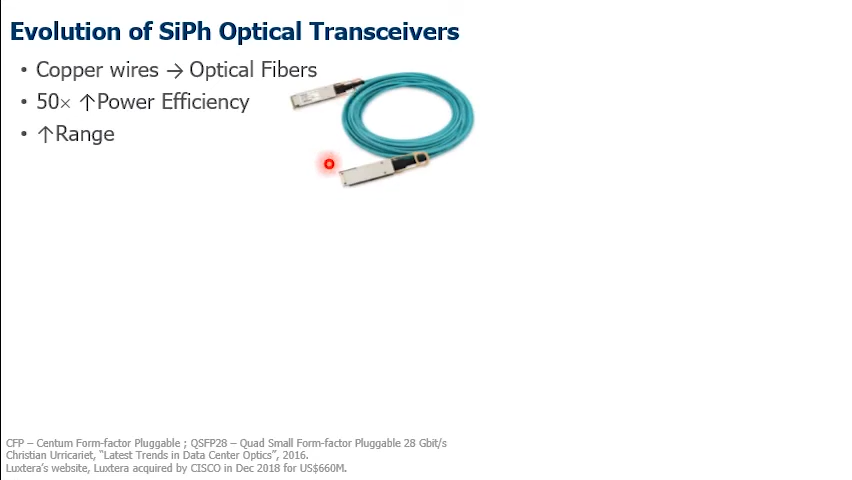 Evolution of SiPh Optical Transceivers
• Copper wires → Optical Fibers
• 50× ↑Power Efficiency
• ↑Range
CFP – Centum Form-factor Pluggable ; QSFP28 – Quad Small Form-factor Pluggable 28 Gbit/s
Christian Urricariet, “Latest Trends in Data Center Optics”, 2016.
Luxtera’s website, Luxtera acquired by CISCO in Dec 2018 for US$660M.